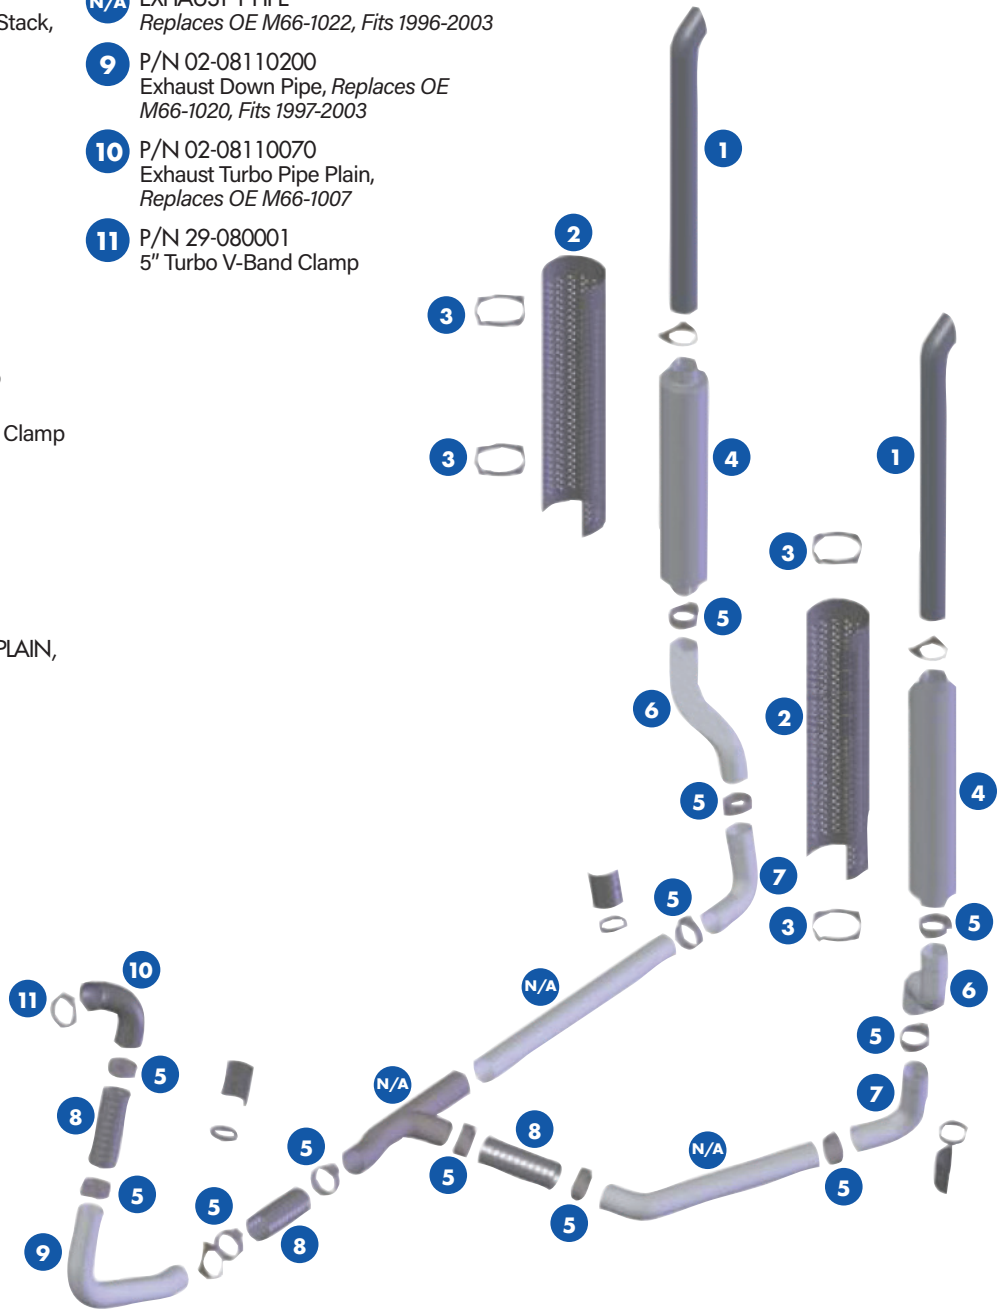 Stack,
Clamp
PLAIN,
N/A EXHAUST Y PIPE
Replaces OE M66-1022, Fits 1996-2003
9 P/N 02-08110200
Exhaust Down Pipe, Replaces OE
M66-1020, Fits 1997-2003
10 P/N 02-08110070
Exhaust Turbo Pipe Plain,
Replaces OE M66-1007
11 P/N 29-080001
5" Turbo V-Band Clamp
1
2
3
3
4
1
3
5
6
2
5
4
7
5
3
5
10
11
N/A
6
5
5
N/A
7
8
5
8
N/A
5
5
5
5
5
9
8